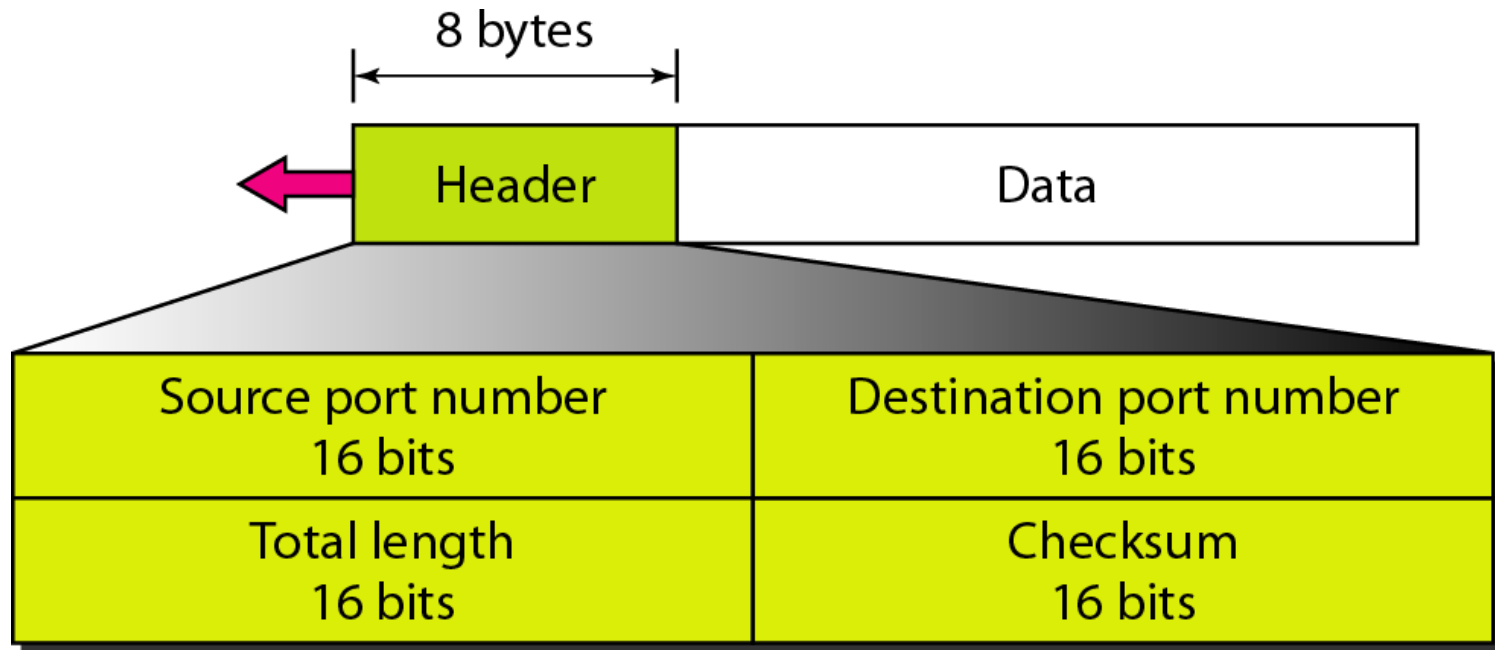 8 bytes
Header
Data
Source port number
16 bits
Destination port number
16 bits
Total length
16 bits
Checksum
16 bits